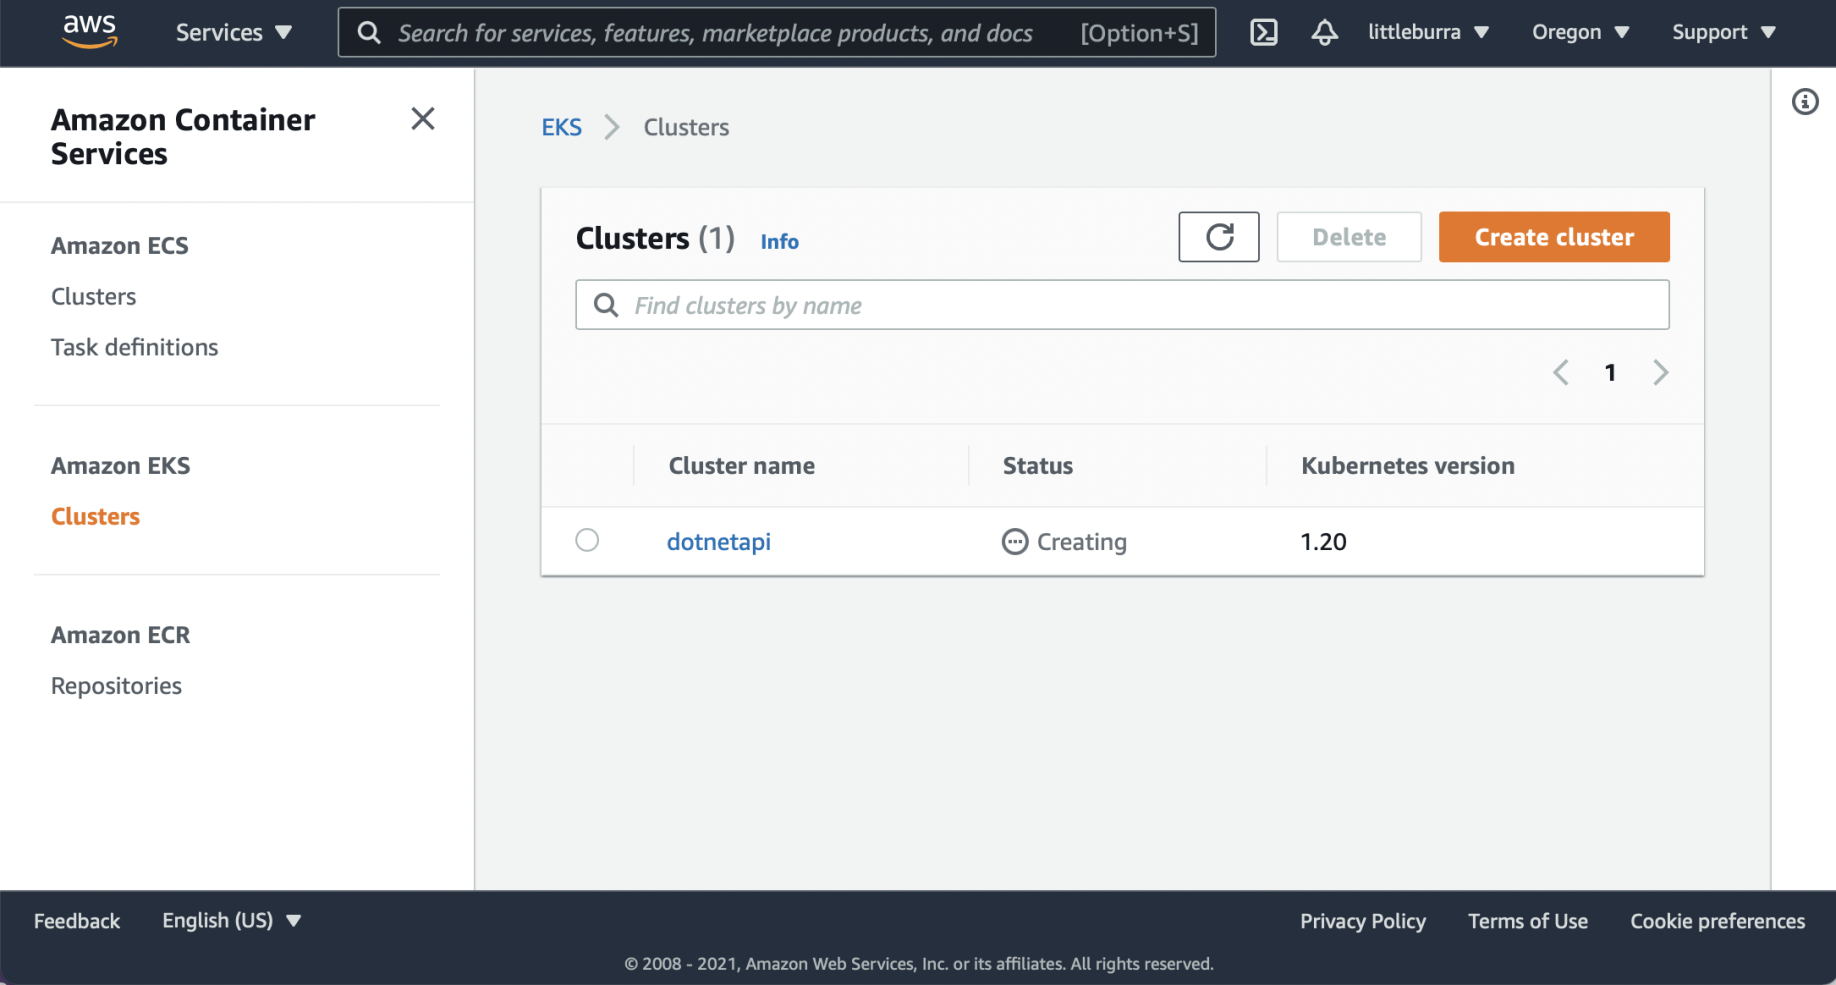 aws
Services
Search for services, features, marketplace products, and docs [Option+S]
littleburra
Oregon
Support
Amazon Container
Services
Amazon ECS
Clusters
Task definitions
Amazon EKS
Clusters
Amazon ECR
Repositories
EKS > Clusters
Clusters (1) Info
Delete
Create cluster
Find clusters by name
1
Cluster name Status Kubernetes version
dotnetapi Creating 1.20
Feedback English (US) Privacy Policy Terms of Use Cookie preferences
© 2008 - 2021, Amazon Web Services, Inc. or its affiliates. All rights reserved.